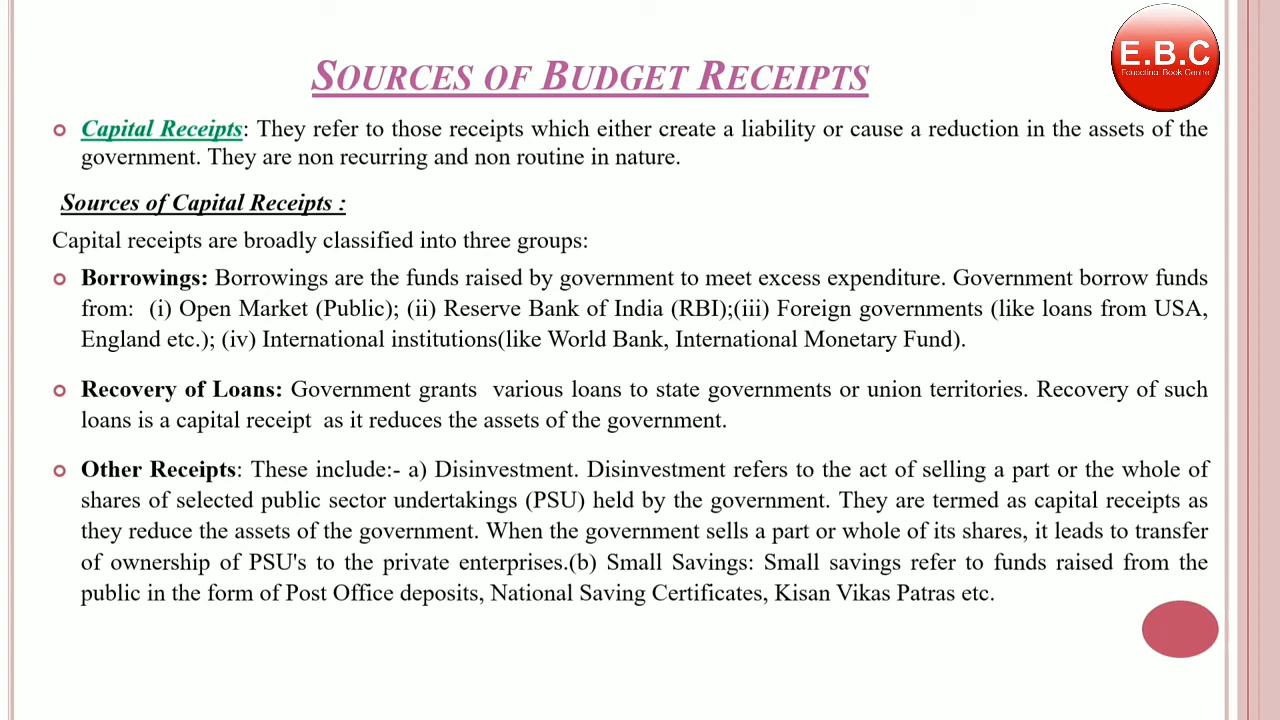 E.B.C
SOURCES OF BUDGET RECEIPTS
Capital Receipts: They refer to those receipts which either create a liability or cause a reduction in the assets of the
government. They are non recurring and non routine in nature.
Sources of Capital Receipts :
Capital receipts are broadly classified into three groups:
Borrowings: Borrowings are the funds raised by government to meet excess expenditure. Government borrow funds
from: (i) Open Market (Public); (ii) Reserve Bank of India (RBI);(iii) Foreign governments (like loans from USA,
England etc.); (iv) International institutions(like World Bank, International Monetary Fund).
Recovery of Loans: Government grants various loans to state governments or union territories. Recovery of such
loans is a capital receipt as it reduces the assets of the government.
Other Receipts: These include:- a) Disinvestment. Disinvestment refers to the act of selling a part or the whole of
shares of selected public sector undertakings (PSU) held by the government. They are termed as capital receipts as
they reduce the assets of the government. When the government sells a part or whole of its shares, it leads to transfer
of ownership of PSU's to the private enterprises.(b) Small Savings: Small savings refer to funds raised from the
public in the form of Post Office deposits, National Saving Certificates, Kisan Vikas Patras etc.